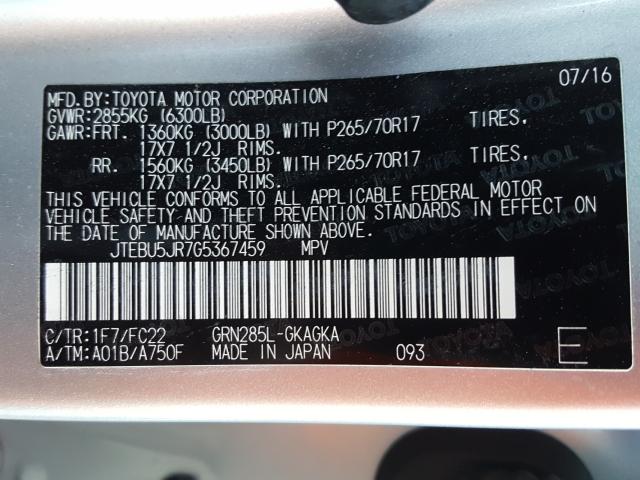 07/16
MFD.BY:TOYOTA MOTOR CORPORATION
GVWR:2855KG (6300LB)
GAWR:FRT. 1360KG (3000LB) WITH P265/70R17 TIRES.
17X7 1/2J RIMS.
RR. 1560KG (3450LB) WITH P265/70R17 TIRES.
17X7 1/2J RIMS.
THIS VEHICLE CONFORMS TO ALL APPLICABLE FEDERAL MOTOR
VEHICLE SAFETY AND THEFT PREVENTION STANDARDS IN EFFECT ON
THE DATE OF MANUFACTURE SHOWN ABOVE.
JTEBU5JR7G5367459 MPV
C/TR:1F7/FC22 GRN285L-GKAGKA
A/TM:A01B/A750F MADE IN JAPAN 093 E